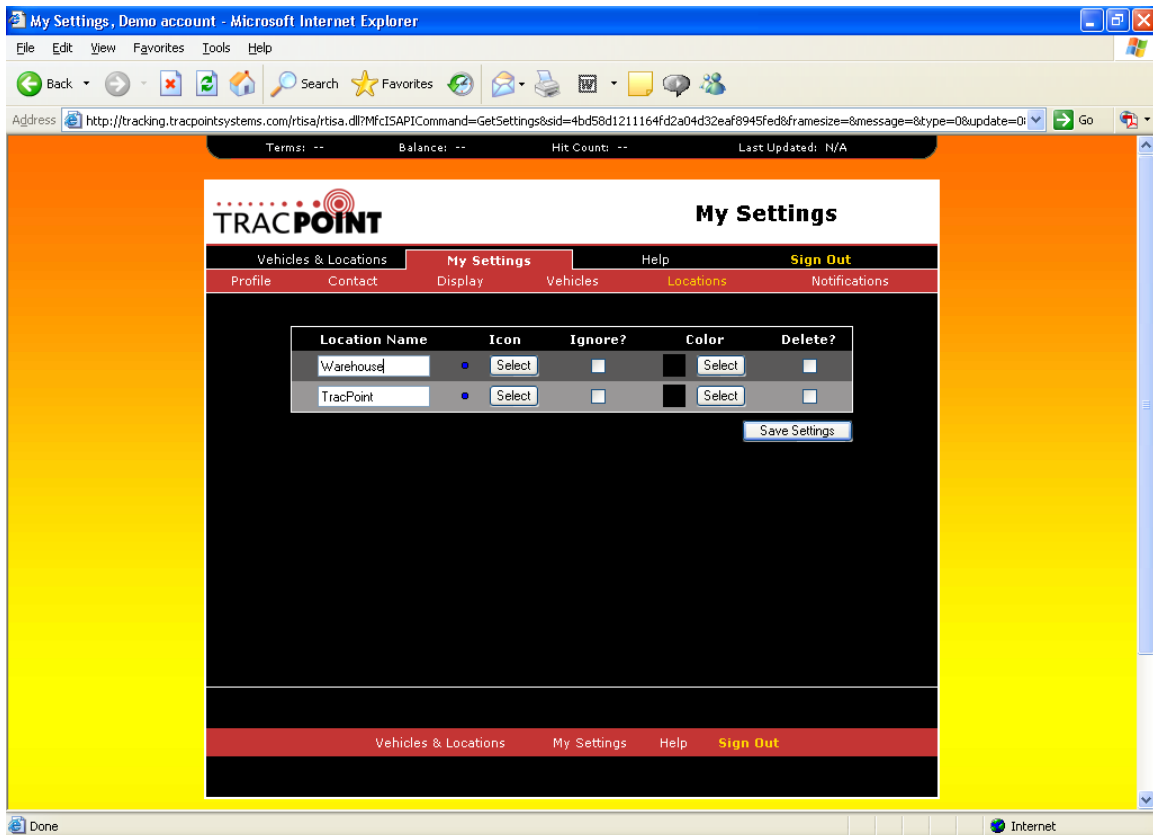 My Settings, Demo account - Microsoft Internet Explorer
File Edit View Favorites Tools Help
Back Search Favorites
Address http://tracking.tracpointsystems.com/rtisa/rtisa.dll?MfcISAPICommand=GetSettings&sid=4bd58d1211164fd2a04d32eaf8945fed&framesize=&message=&type=0&update=0 Go
Terms: -- Balance: -- Hit Count: -- Last Updated: N/A
TRACPOINT My Settings
Vehicles & Locations My Settings Help Sign Out
Profile Contact Display Vehicles Locations Notifications
Location Name Icon Ignore? Color Delete?
Warehouse Select Select
TracPoint Select Select
Save Settings
Vehicles & Locations My Settings Help Sign Out
Done Internet